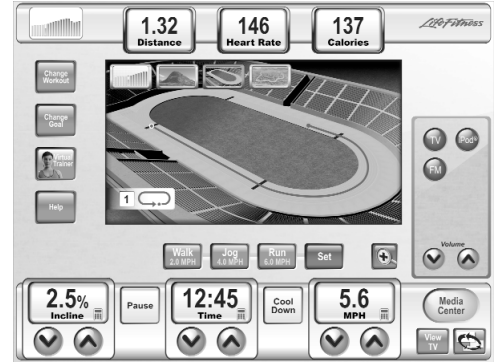 1.32
Distance
146
Heart Rate
137
Calories
LifeFitness
Change
Workout
Change
Goal
Virtual
Trainer
Help
1
TV
iPod®
FM
Volume
Walk
2.0 MPH
Jog
4.0 MPH
Run
6.0 MPH
Set
2.5%
Incline
Pause
12:45
Time
Cool
Down
5.6
MPH
Media
Center
View
TV